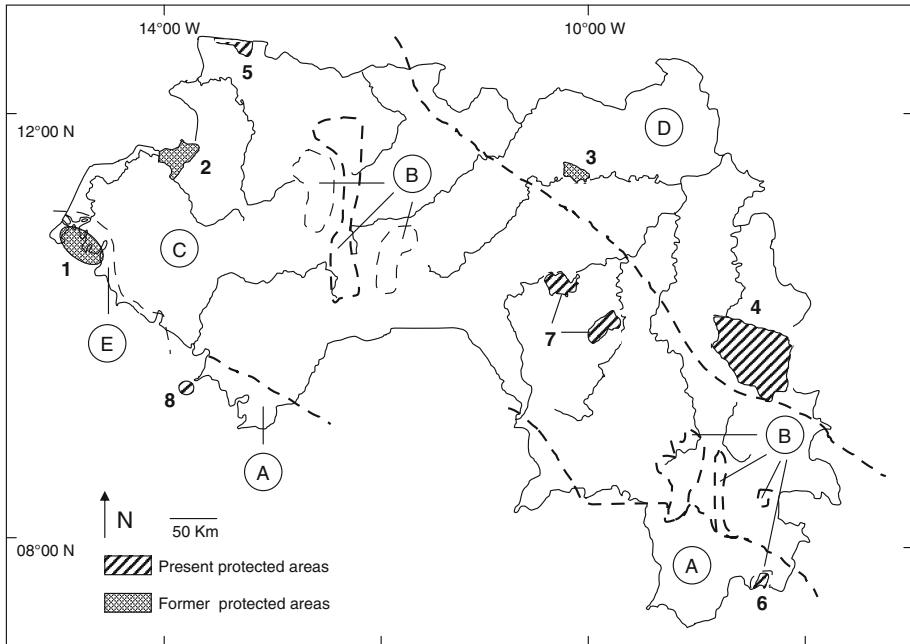 14°00 W
10°00 W
5
12°00 N
D
2
3
B
C
1
4
7
E
8
B
A
N
50 Km
08°00 N
A
Present protected areas
6
Former protected areas